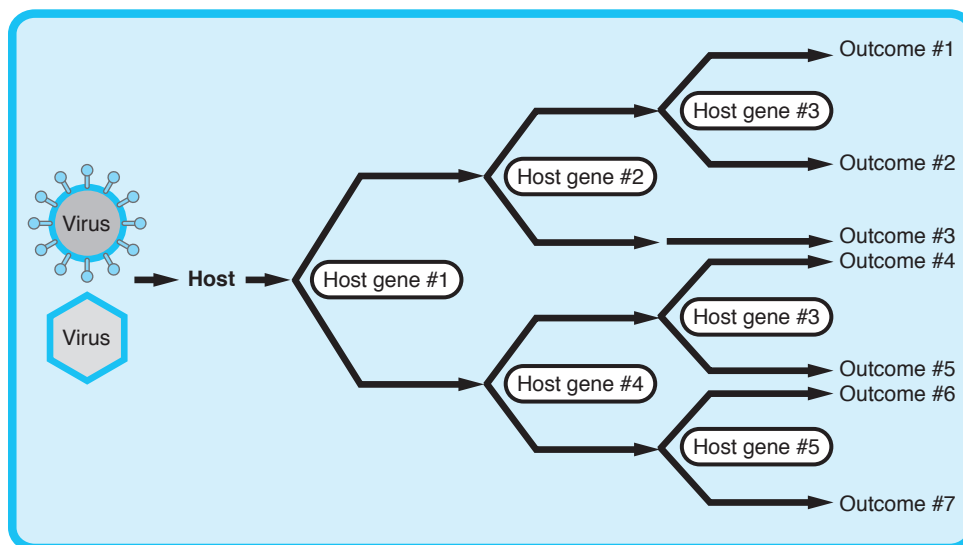 Virus
Virus
Host
Host gene #1
Host gene #2
Host gene #4
Host gene #3
Host gene #3
Host gene #5
Outcome #1
Outcome #2
Outcome #3
Outcome #4
Outcome #5
Outcome #6
Outcome #7